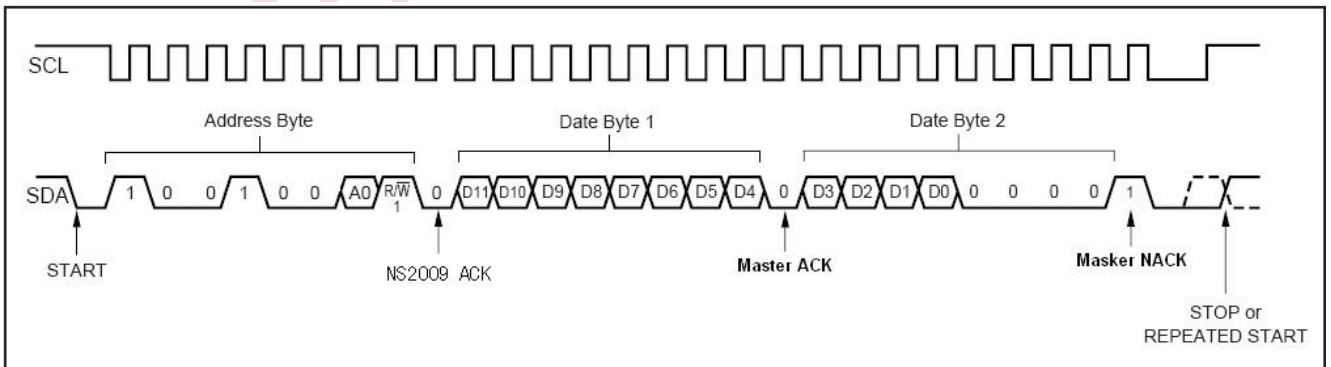 SCL
Address Byte
Date Byte 1
Date Byte 2
SDA 1 0 0 1 0 0 A0 R/W̅ 1 0 D11 D10 D9 D8 D7 D6 D5 D4 0 D3 D2 D1 D0 0 0 0 0 1
START
NS2009 ACK
Master ACK
Masker NACK
STOP or
REPEATED START